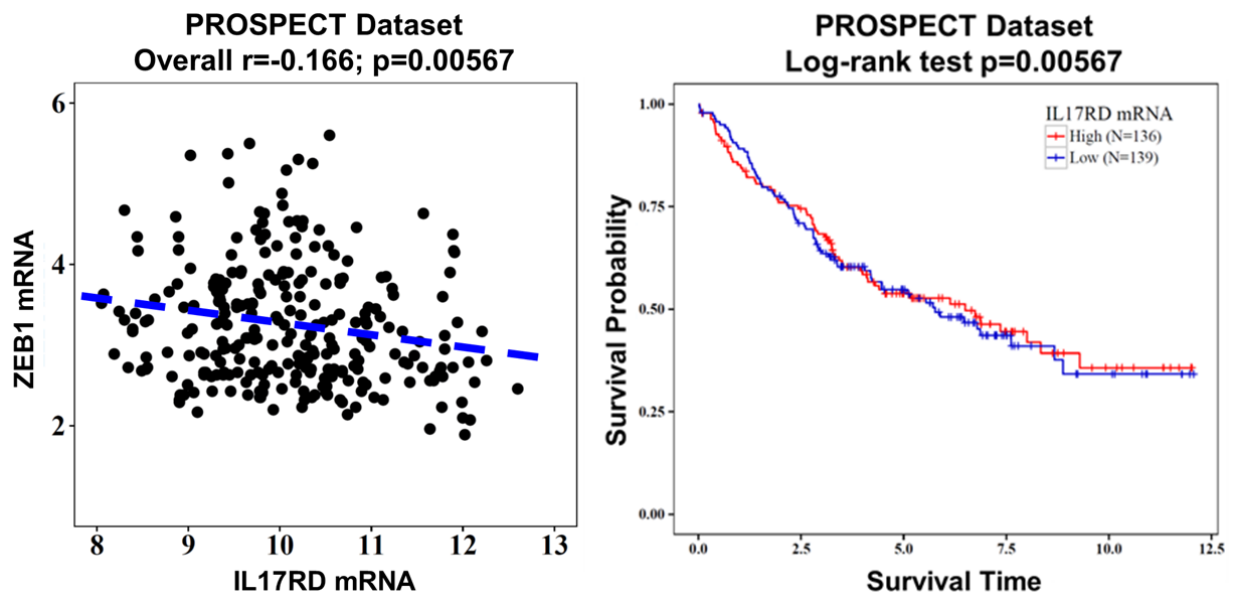 PROSPECT Dataset
Overall r=-0.166; p=0.00567
6
4
2
ZEB1 mRNA
8 9 10 11 12 13
IL17RD mRNA
PROSPECT Dataset
Log-rank test p=0.00567
IL17RD mRNA
High (N=136)
Low (N=139)
1.00
0.75
0.50
0.25
0.00
Survival Probability
0.0 2.5 5.0 7.5 10.0 12.5
Survival Time